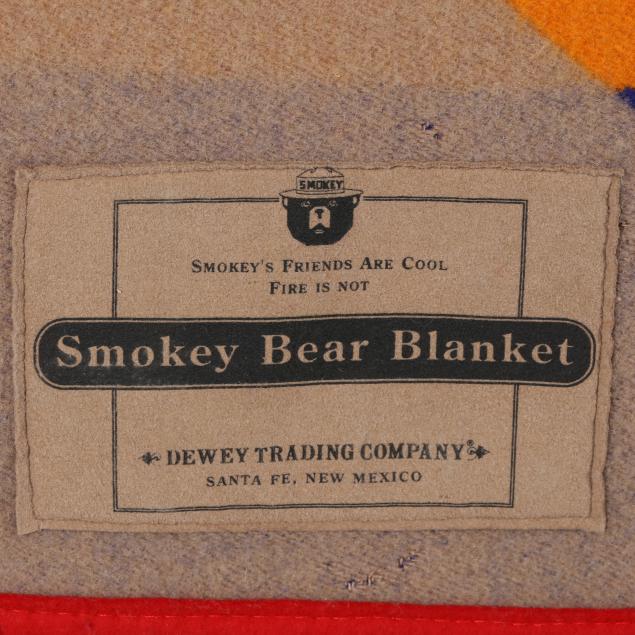 SMOKEY
SMOKEY'S FRIENDS ARE COOL
FIRE IS NOT
Smokey Bear Blanket
DEWEY TRADING COMPANY®
SANTA FE, NEW MEXICO